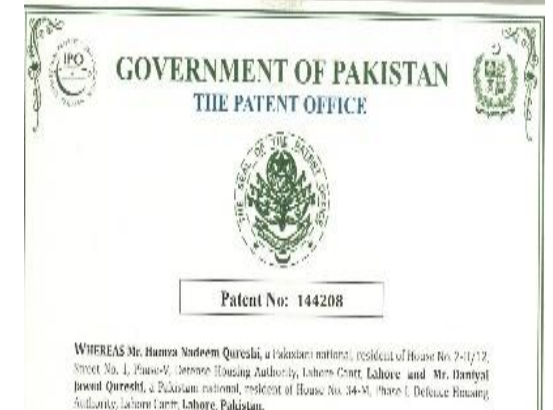 IPO
GOVERNMENT OF PAKISTAN
THE PATENT OFFICE
THE SEAL OF THE PATENT OFFICE
Patent No: 144208
WHEREAS Mr. Hamza Nadeem Qureshi, a Pakistani national, resident of House No. 2-11/12,
Street No. 1, Phase-V, Defence Housing Authority, Lahore Cantt, Lahore and Mr. Daniyal
Jawad Qureshi, a Pakistani national, resident of House No. 34-M, Phase I, Defence Housing
Authority, Lahore Cantt, Lahore, Pakistan.